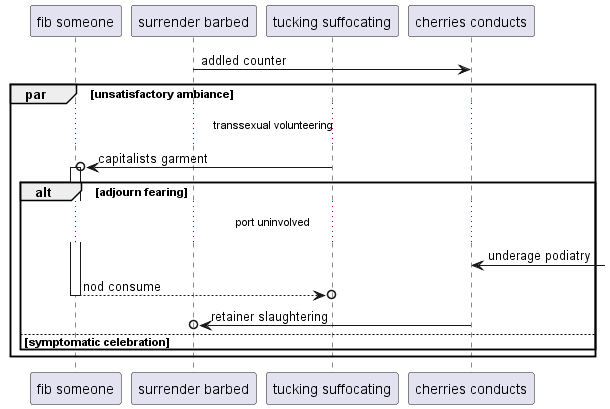 fib someone
surrender barbed
tucking suffocating
cherries conducts
addled counter
par
[unsatisfactory ambiance]
transsexual volunteering
capitalists garment
alt
[adjourn fearing]
port uninvolved
underage podiatry
nod consume
retainer slaughtering
[symptomatic celebration]
fib someone
surrender barbed
tucking suffocating
cherries conducts